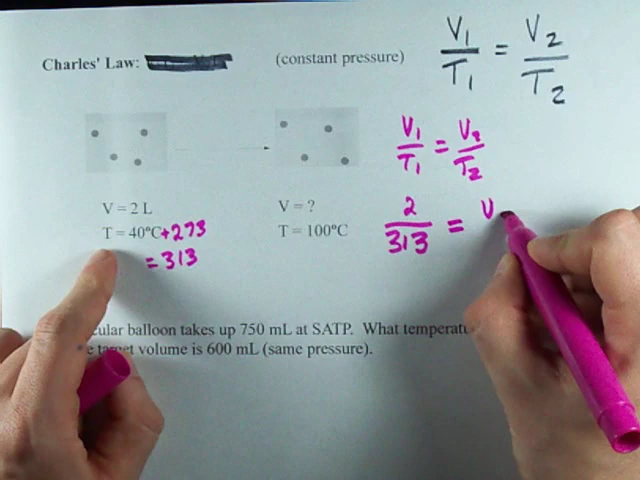 Charles' Law: (constant pressure)
V₁/T₁ = V₂/T₂
V₁/T₁ = V₂/T₂
V = 2 L
T = 40°C+273
= 313
V = ?
T = 100°C
2/313 = V
cular balloon takes up 750 mL at SATP. What temperatu
target volume is 600 mL (same pressure).